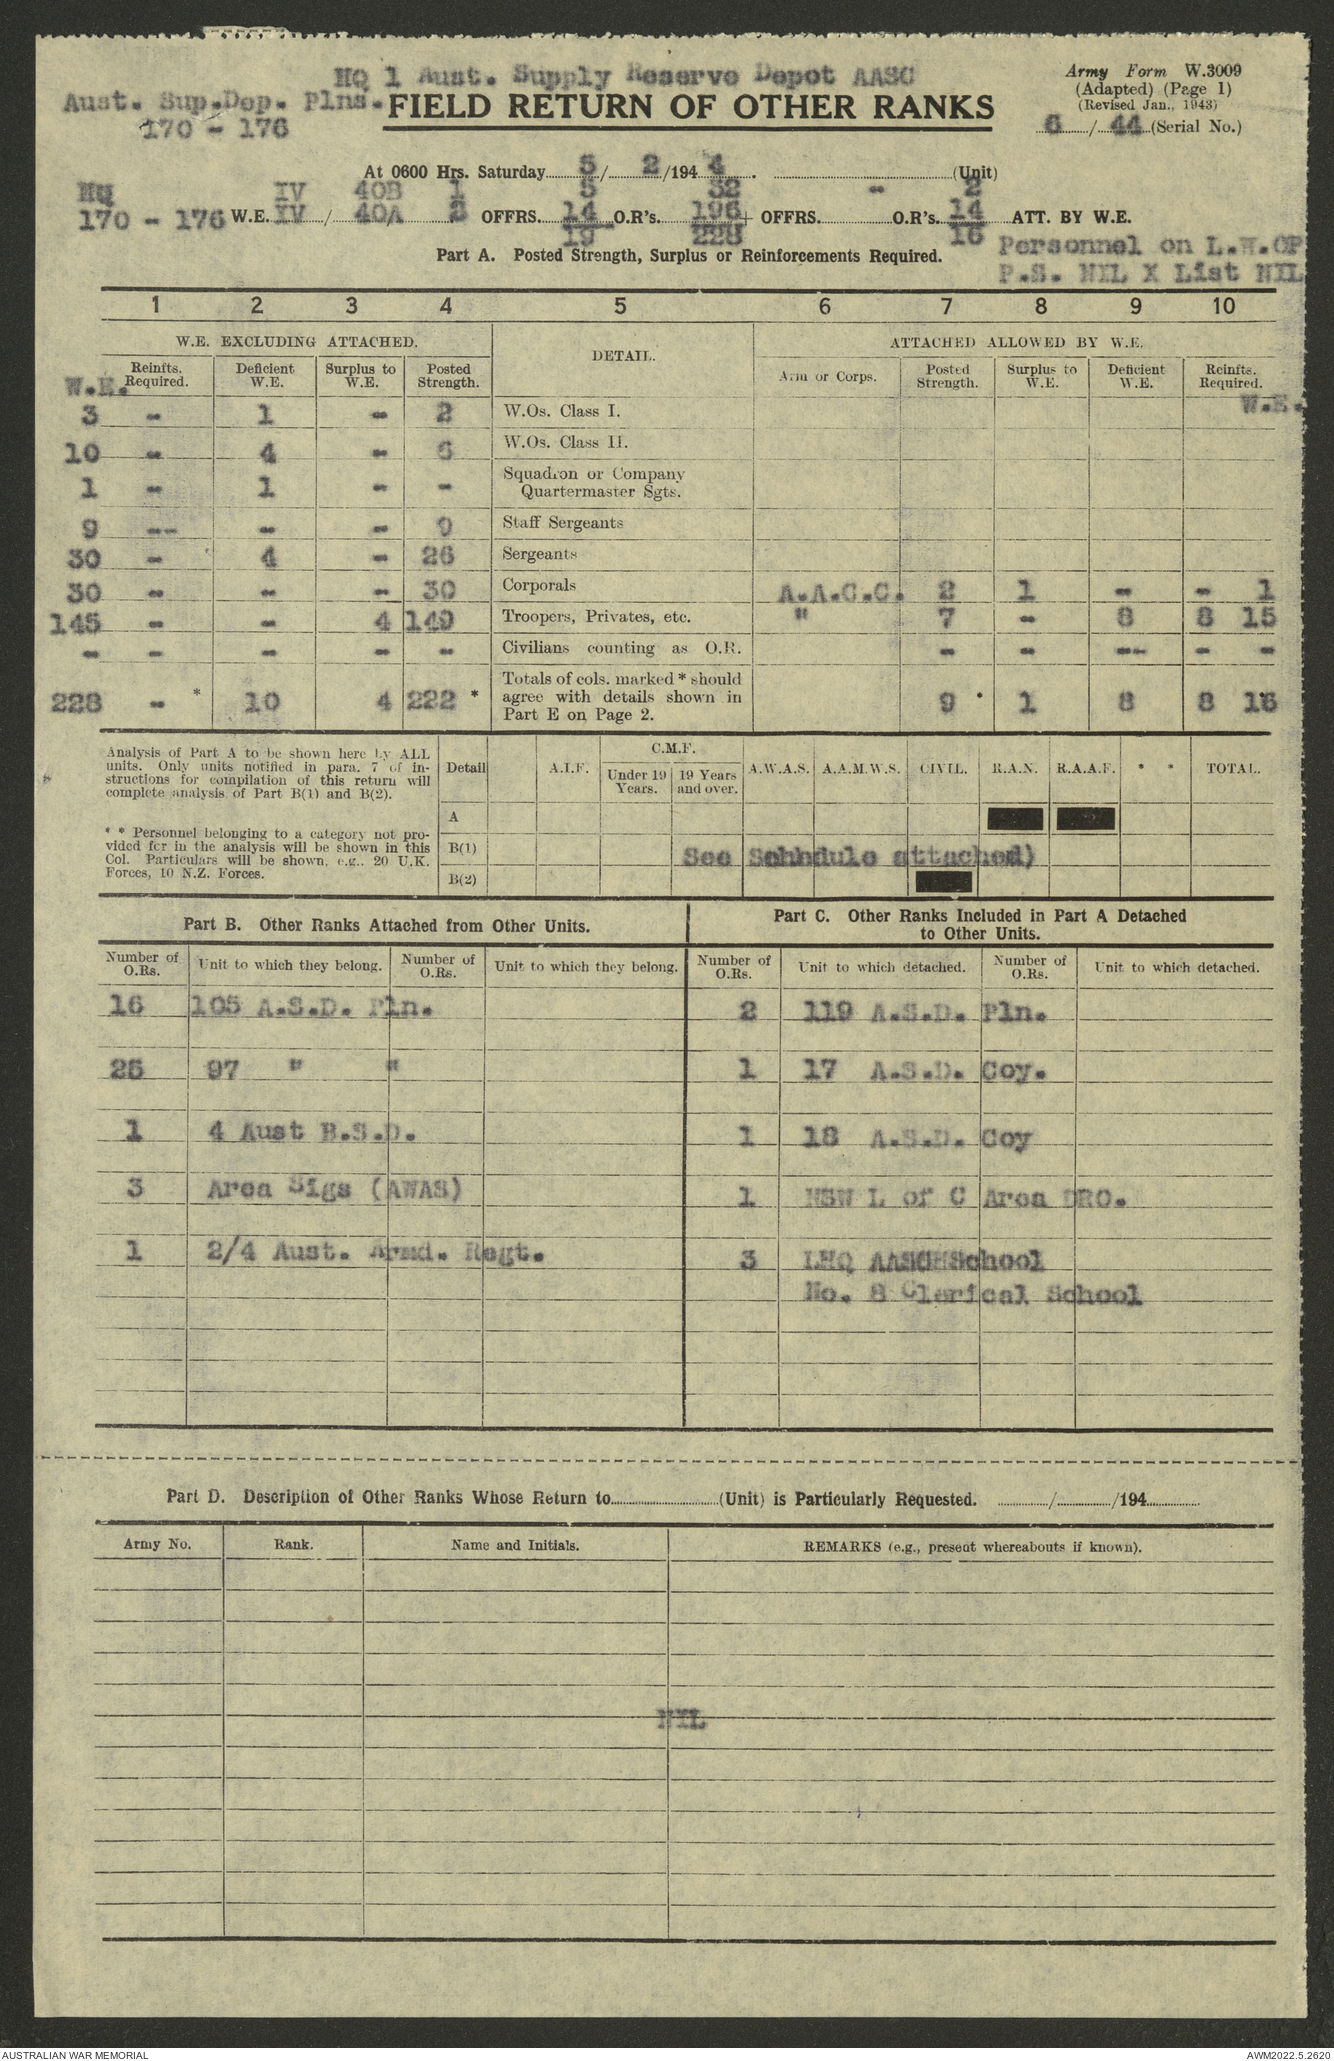 HQ 1 Aust. Supply Reserve Depot AASC
Army Form W.3009
(Adapted) (Page 1)
(Revised Jan., 1943)
Aust. Sup.Dep. Plns.
170 - 176
FIELD RETURN OF OTHER RANKS
6 / 44 (Serial No.)
At 0600 Hrs. Saturday 5 / 2 /194 4 . (Unit)
HQ IV 40B 1 5 32 - 2
170 - 176 W.E. IV / 40A 2 OFFRS. 14 O.R's. 196 + OFFRS. O.R's. 14 ATT. BY W.E.
19 228 16
Personnel on L.W.OP
P.S. NIL X List NIL
Part A. Posted Strength, Surplus or Reinforcements Required.
1 2 3 4 5 6 7 8 9 10
W.E. EXCLUDING ATTACHED. DETAIL. ATTACHED ALLOWED BY W.E.
W.E. Reinfts. Required. Deficient W.E. Surplus to W.E. Posted Strength. Arm or Corps. Posted Strength. Surplus to W.E. Deficient W.E. Reinfts. Required. W.E.
3 - 1 - 2 W.Os. Class I.
10 - 4 - 6 W.Os. Class II.
1 - 1 - - Squadron or Company
Quartermaster Sgts.
9 -- - - 9 Staff Sergeants
30 - 4 - 26 Sergeants
30 - - - 30 Corporals A.A.C.C. 2 1 - - 1
145 - - 4 149 Troopers, Privates, etc. " 7 - 8 8 15
- - - - - Civilians counting as O.R. - - -- - -
228 - * 10 4 222 * Totals of cols. marked * should
agree with details shown in
Part E on Page 2. 9 * 1 8 8 16
Analysis of Part A to be shown here by ALL
units. Only units notified in para. 7 of in-
structions for compilation of this return will
complete analysis of Part B(1) and B(2).
* * Personnel belonging to a category not pro-
vided for in the analysis will be shown in this
Col. Particulars will be shown, e.g., 20 U.K.
Forces, 10 N.Z. Forces.
Detail A.I.F. C.M.F. Under 19 Years. 19 Years and over. A.W.A.S. A.A.M.W.S. CIVIL. R.A.N. R.A.A.F. * * TOTAL.
A
B(1)
See Schhdule attached)
B(2)
Part B. Other Ranks Attached from Other Units.
Part C. Other Ranks Included in Part A Detached
to Other Units.
Number of O.Rs. Unit to which they belong. Number of O.Rs. Unit to which they belong. Number of O.Rs. Unit to which detached. Number of O.Rs. Unit to which detached.
16 105 A.S.D. Pln. 2 119 A.S.D. Pln.
25 97 " " 1 17 A.S.D. Coy.
1 4 Aust B.S.D. 1 18 A.S.D. Coy
3 Area Sigs (AWAS) 1 NSW L of C Area DRO.
1 2/4 Aust. Armd. Regt. 3 LHQ School
No. 8 Clerical School
Part D. Description of Other Ranks Whose Return to (Unit) is Particularly Requested. / /194
Army No. Rank. Name and Initials. REMARKS (e.g., present whereabouts if known).
NIL
AUSTRALIAN WAR MEMORIAL AWM2022.5.2620